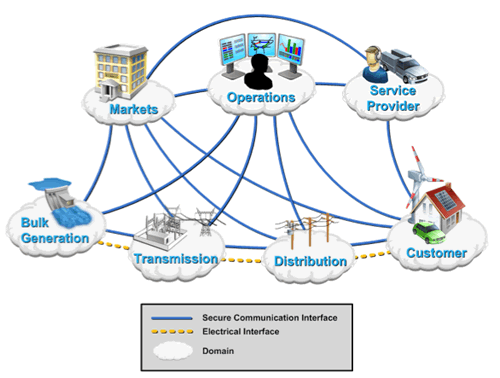 Markets
Operations
Service
Provider
Bulk
Generation
Transmission
Distribution
Customer
Secure Communication Interface
Electrical Interface
Domain